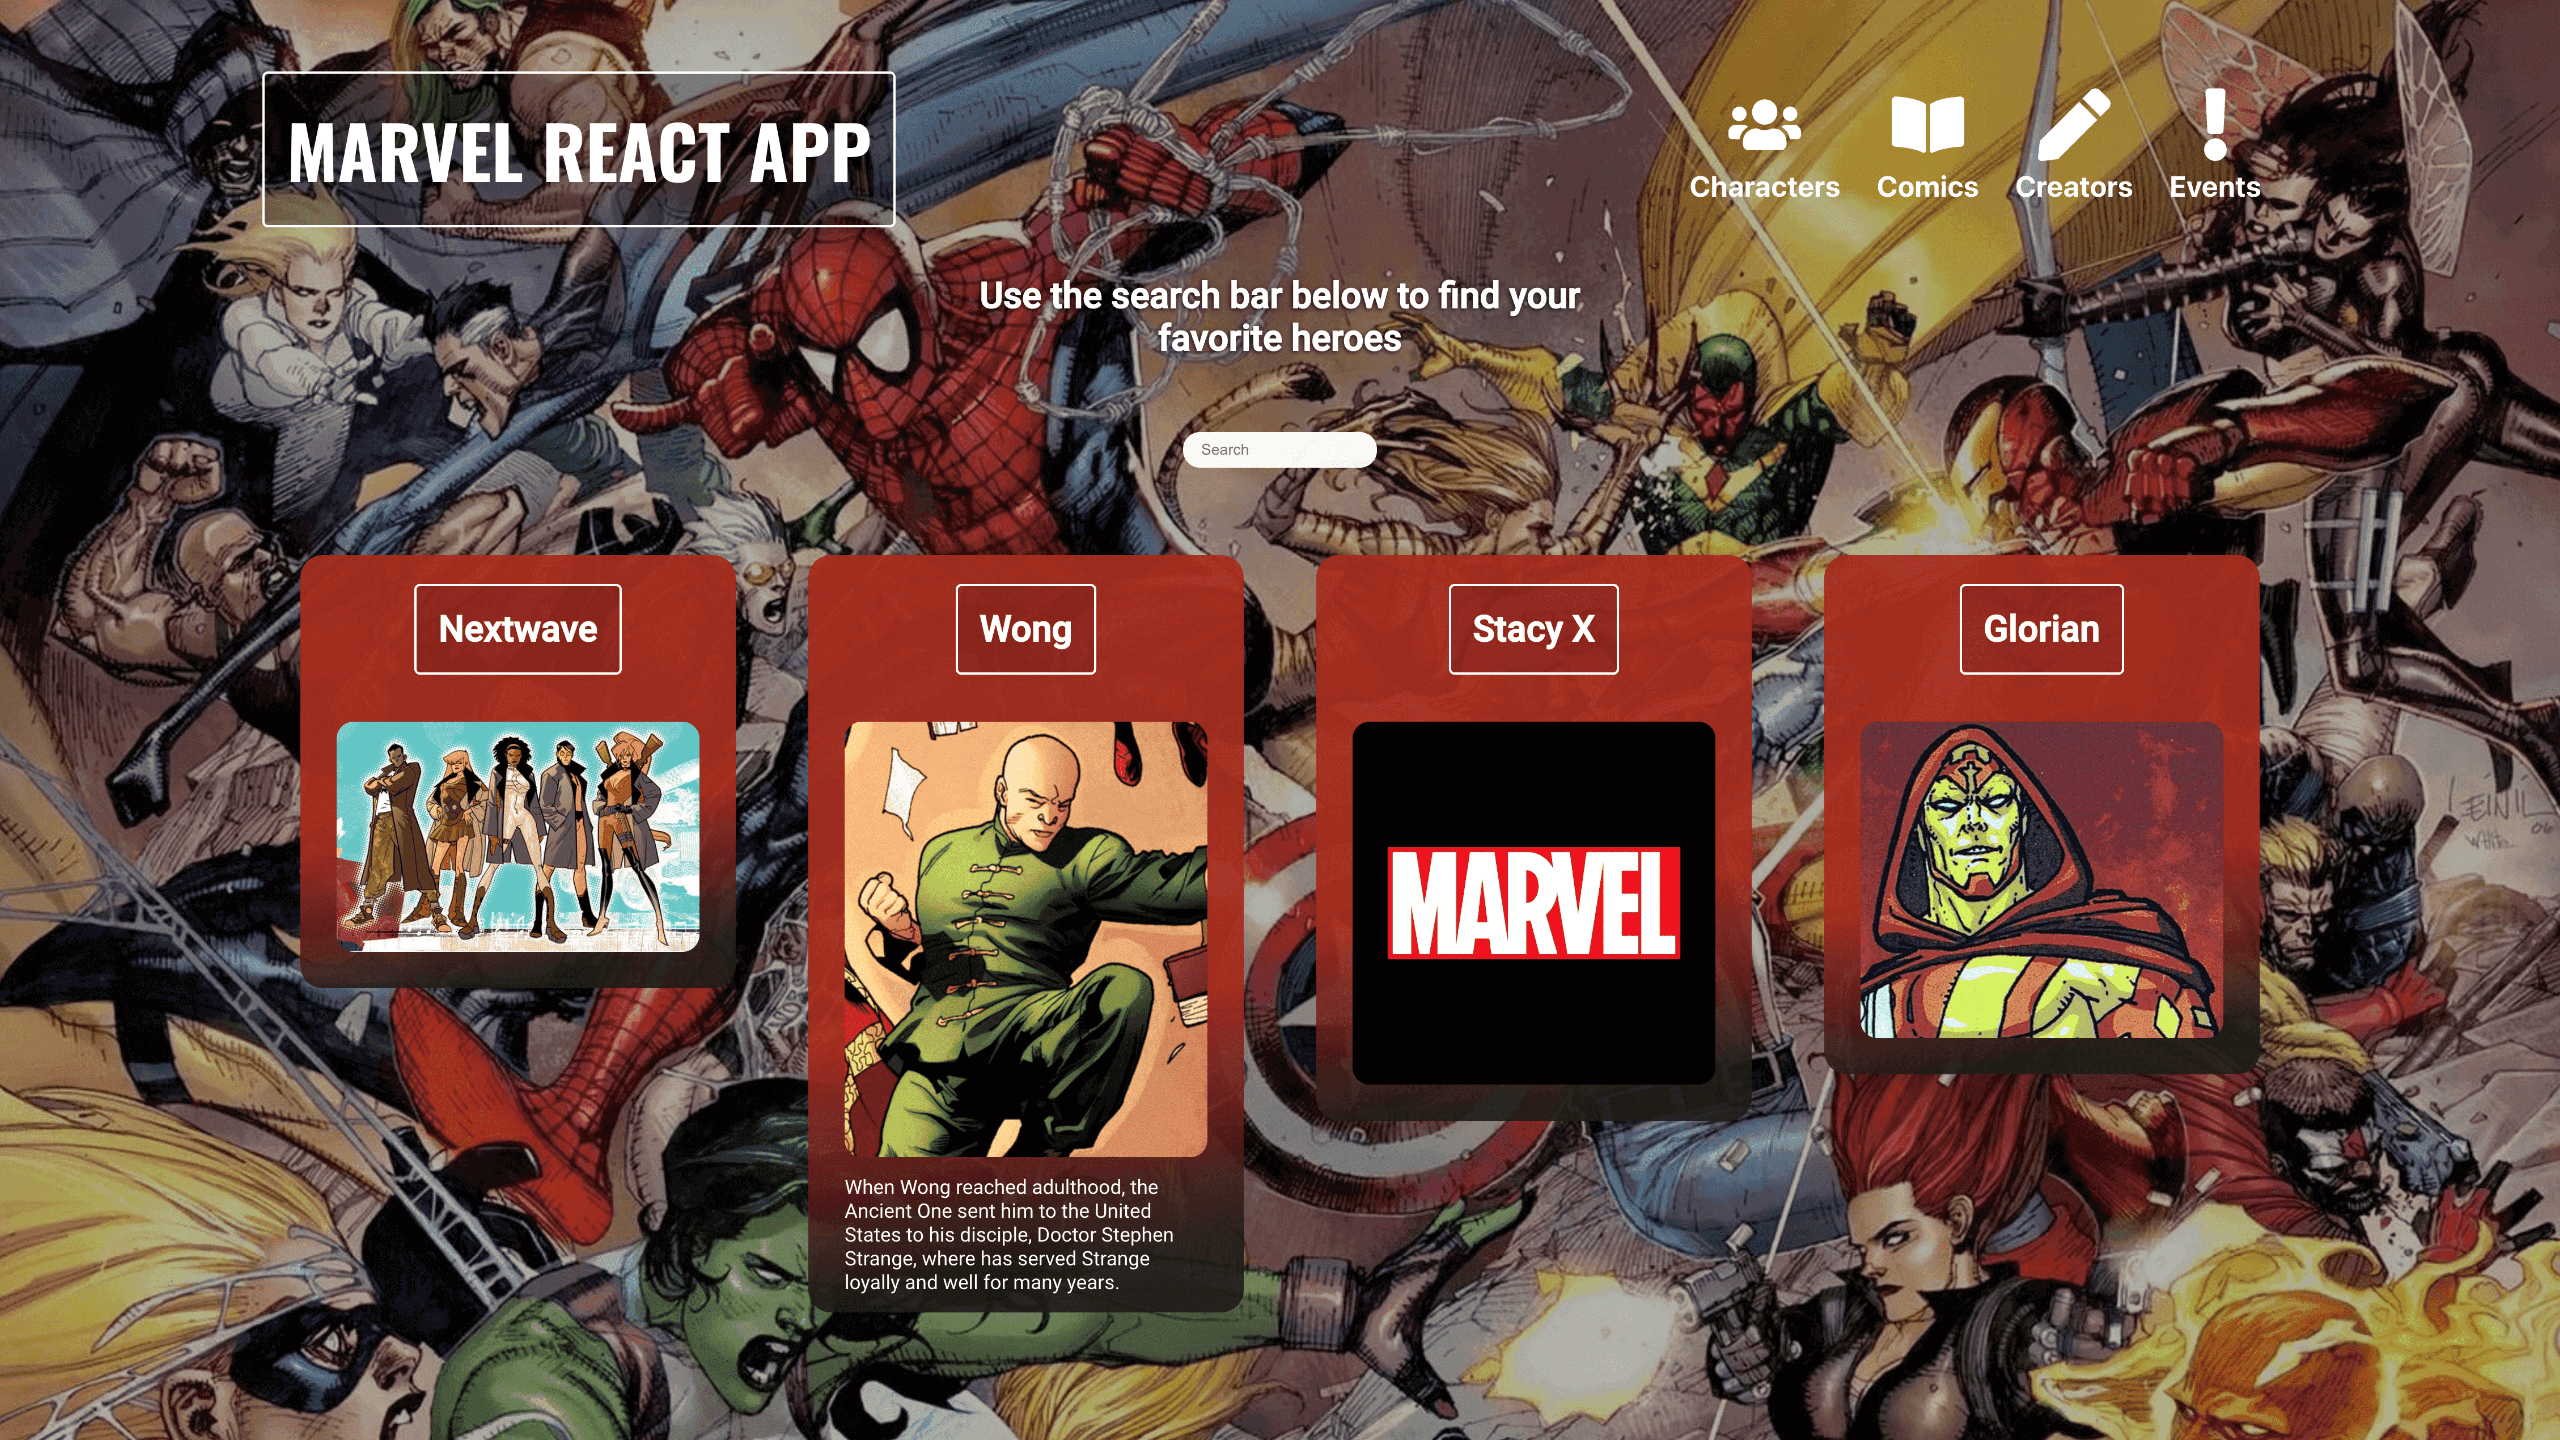 MARVEL REACT APP
Characters
Comics
Creators
Events
Use the search bar below to find your
favorite heroes
Search
Nextwave
Wong
Stacy X
Glorian
MARVEL
When Wong reached adulthood, the
Ancient One sent him to the United
States to his disciple, Doctor Stephen
Strange, where has served Strange
loyally and well for many years.
LEINIL
06